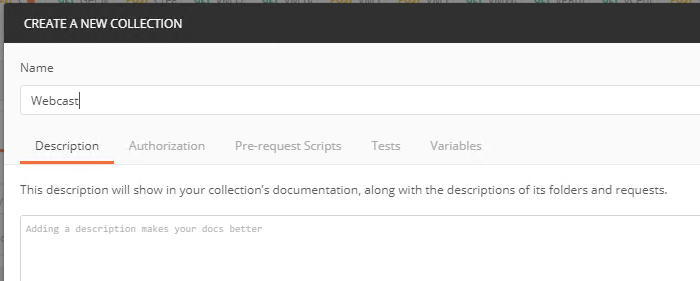 CREATE A NEW COLLECTION
Name
Webcast
Description Authorization Pre-request Scripts Tests Variables
This description will show in your collection's documentation, along with the descriptions of its folders and requests.
Adding a description makes your docs better